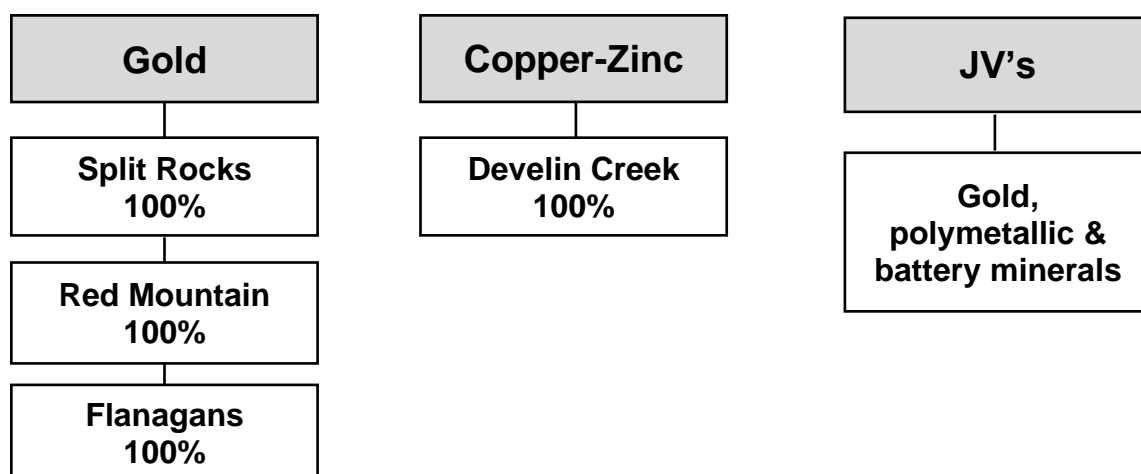 Gold
Split Rocks
100%
Red Mountain
100%
Flanagans
100%
Copper-Zinc
Develin Creek
100%
JV’s
Gold,
polymetallic &
battery minerals